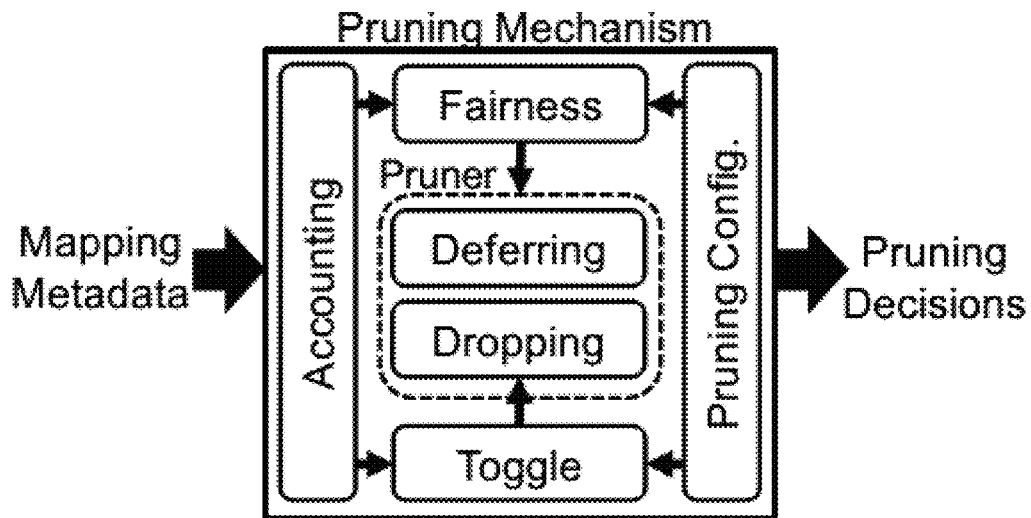 Pruning Mechanism
Fairness
Pruner
Deferring
Dropping
Toggle
Accounting
Pruning Config.
Mapping
Metadata
Pruning
Decisions